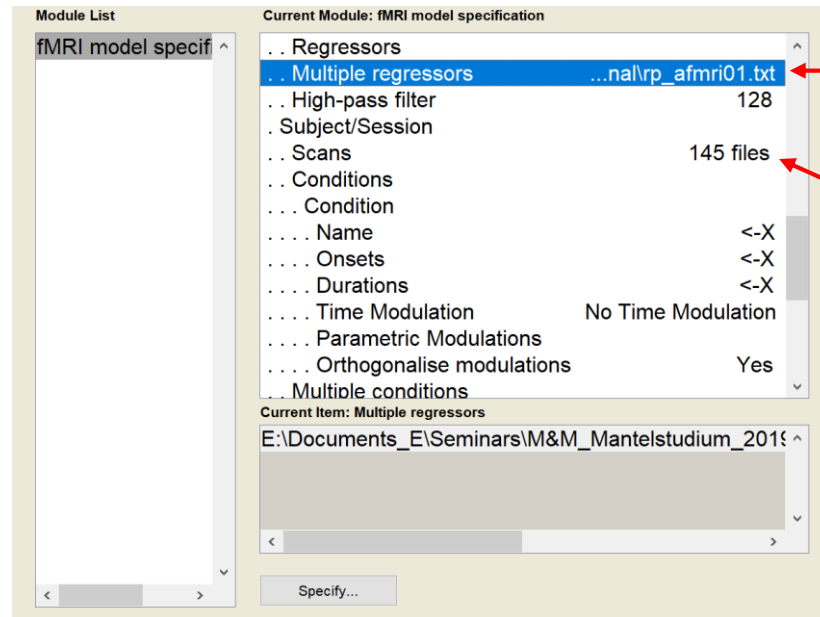 Module List
Current Module: fMRI model specification
fMRI model specifi
. . Regressors
. . Multiple regressors ...nal\rp_afmri01.txt
. . High-pass filter 128
. Subject/Session
. . Scans 145 files
. . Conditions
. . . Condition
. . . . Name <-X
. . . . Onsets <-X
. . . . Durations <-X
. . . . Time Modulation No Time Modulation
. . . . Parametric Modulations
. . . . Orthogonalise modulations Yes
. . Multiple conditions
Current Item: Multiple regressors
E:\Documents_E\Seminars\M&M_Mantelstudium_2019
Specify...